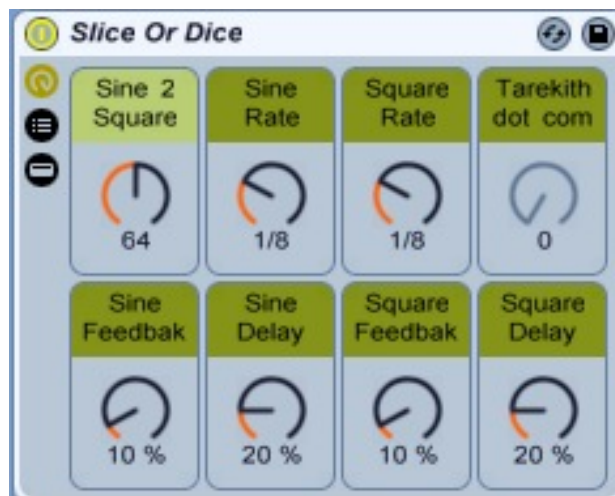 Slice Or Dice
Sine 2
Square
64
Sine
Rate
1/8
Square
Rate
1/8
Tarekith
dot com
0
Sine
Feedbak
10 %
Sine
Delay
20 %
Square
Feedbak
10 %
Square
Delay
20 %